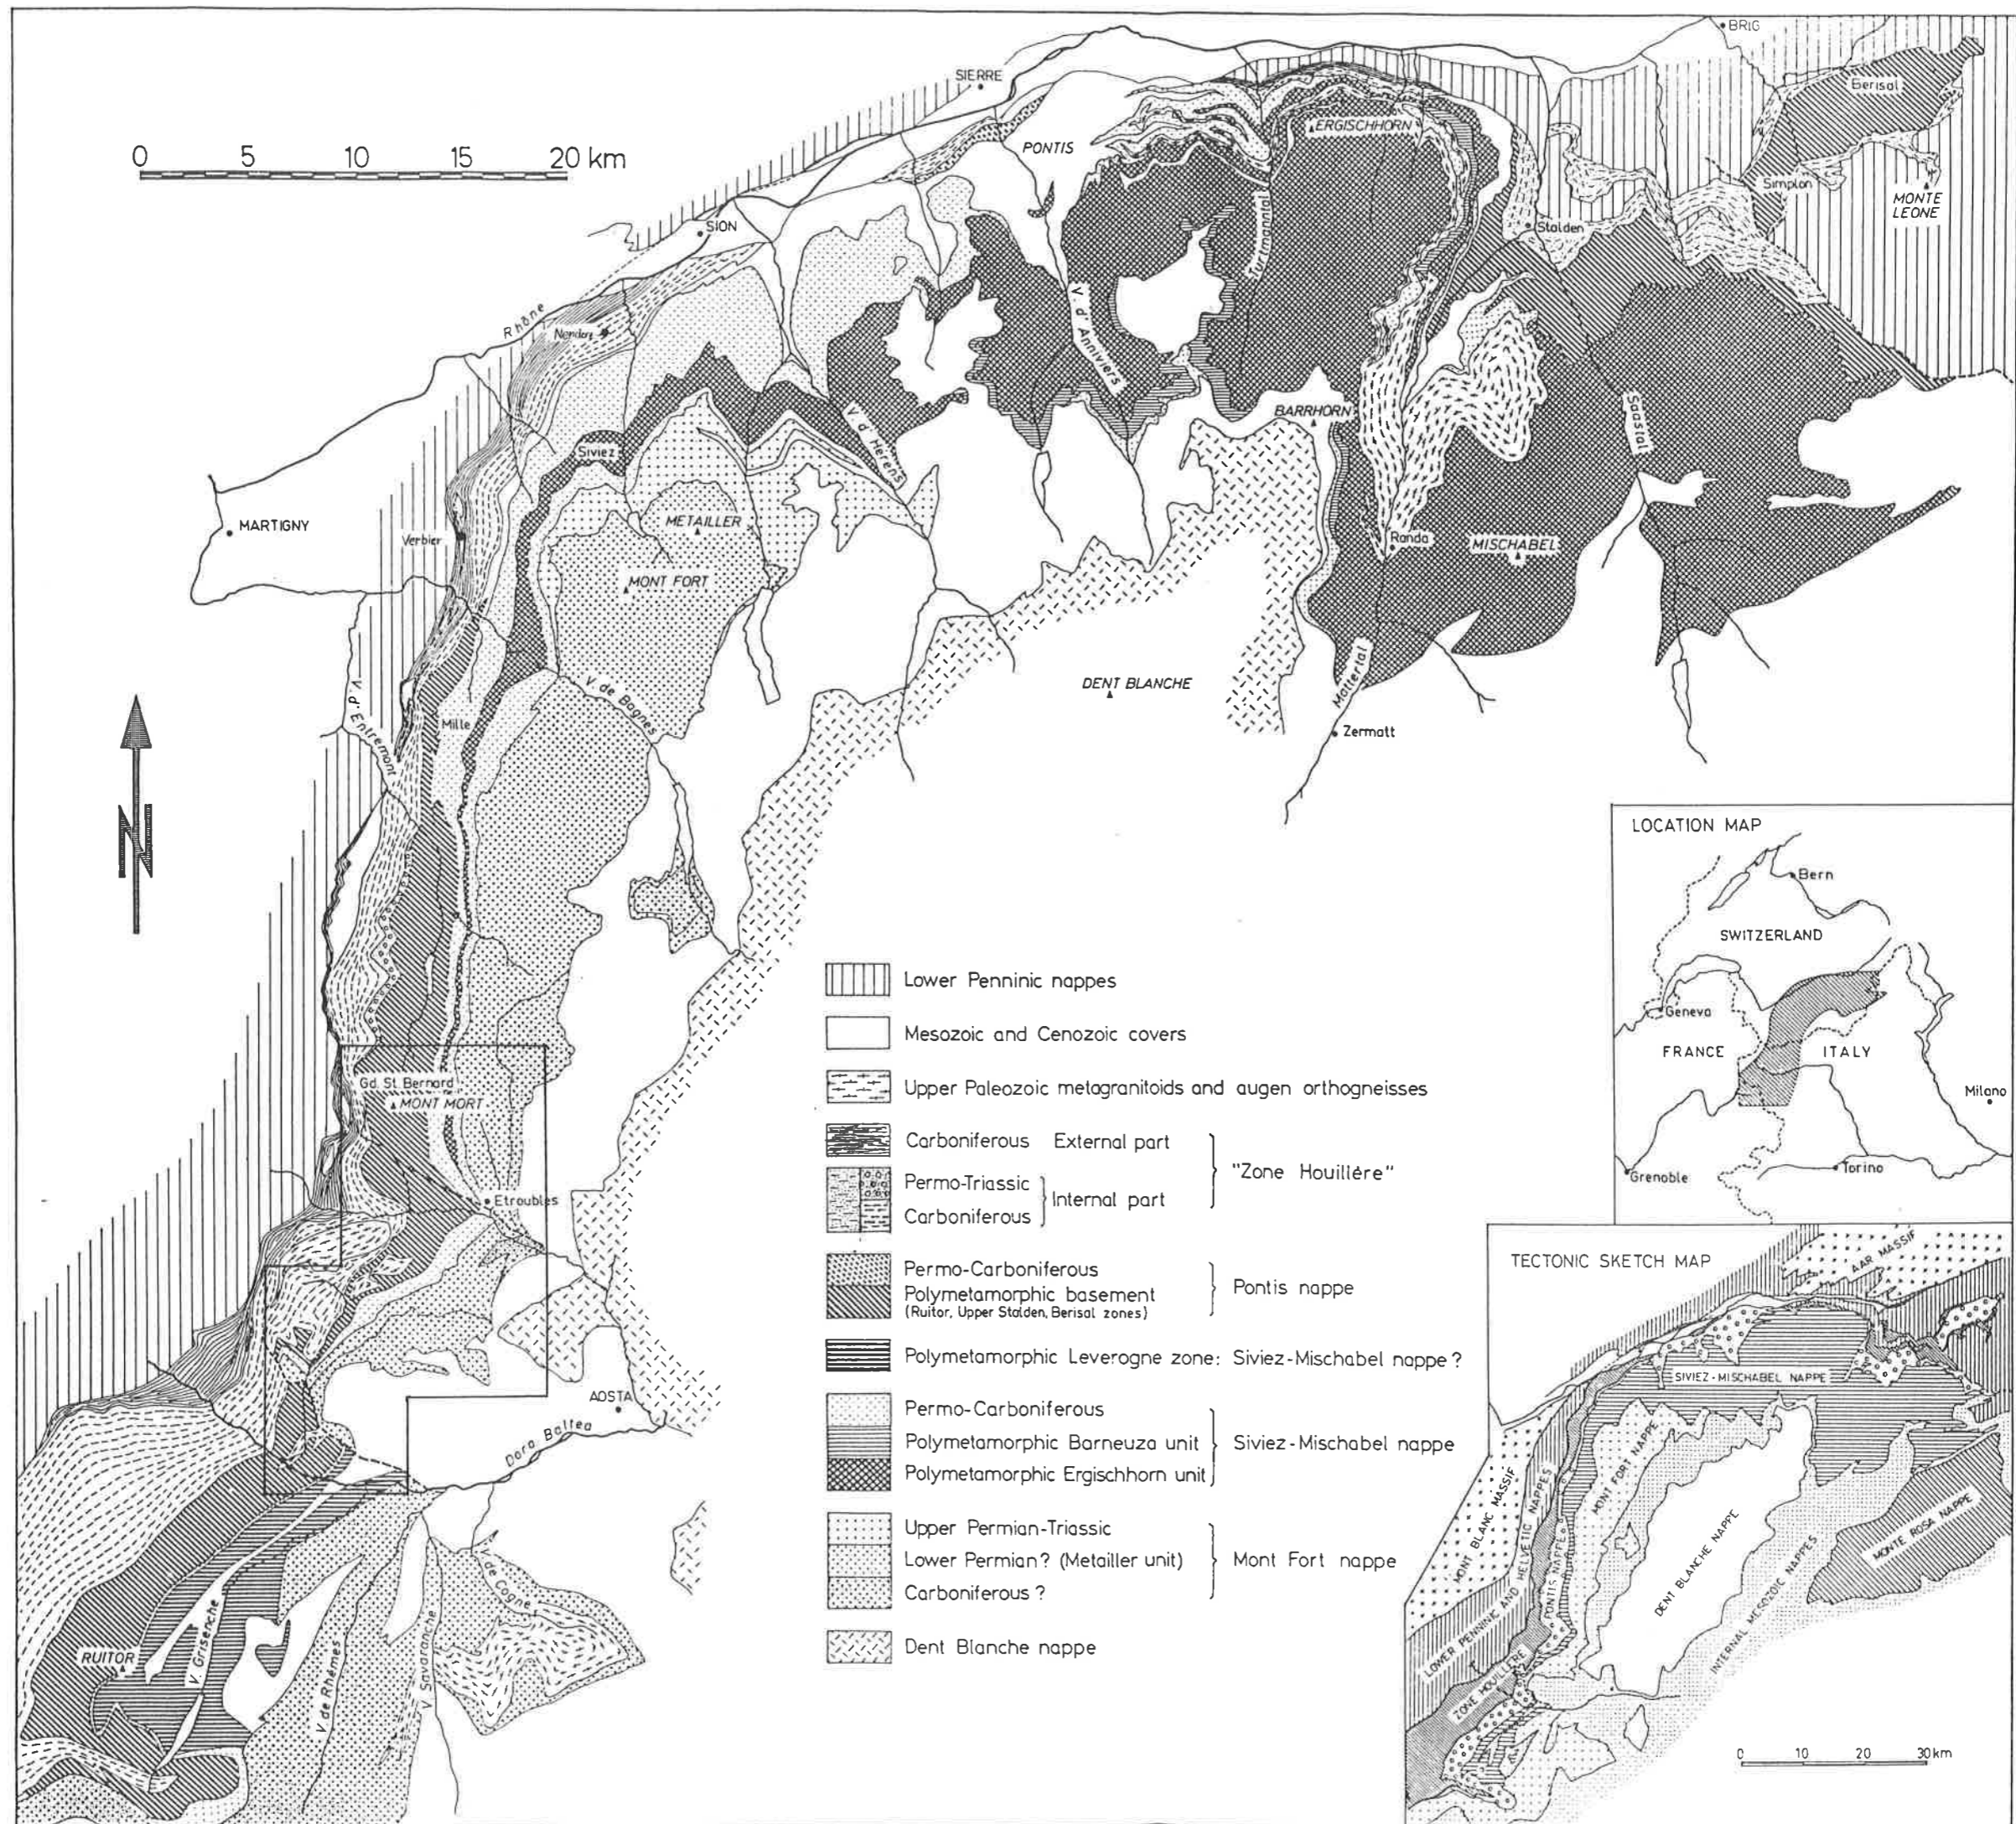 BRIG
SIERRE
Berisal
0 5 10 15 20 km
ERGISCHHORN
PONTIS
Simplon
MONTE
LEONE
SION
Stalden
Turtmanntal
Rhône
Nendaz
V. d'Anniviers
BARRHORN
V. d' Hérens
Saastal
Siviez
METAILLER
MARTIGNY
Verbier
Randa
MISCHABEL
MONT FORT
V. d'Entremont
V. de Bagnes
DENT BLANCHE
Mattertal
Mille
Zermatt
N
LOCATION MAP
Bern
SWITZERLAND
Geneva
FRANCE
ITALY
Milano
Torino
Grenoble
Lower Penninic nappes
Mesozoic and Cenozoic covers
Upper Paleozoic metagranitoids and augen orthogneisses
Carboniferous External part
Permo-Triassic
Carboniferous
Internal part
"Zone Houillére"
Permo-Carboniferous
Polymetamorphic basement
(Ruitor, Upper Stalden, Berisal zones)
Pontis nappe
Polymetamorphic Leverogne zone: Siviez-Mischabel nappe ?
Permo-Carboniferous
Polymetamorphic Barneuza unit
Polymetamorphic Ergischhorn unit
Siviez-Mischabel nappe
Upper Permian-Triassic
Lower Permian? (Metailler unit)
Carboniferous ?
Mont Fort nappe
Dent Blanche nappe
Gd. St. Bernard
MONT MORT
Etroubles
AOSTA
Dora Baltea
V. de Cogne
RUITOR
V. Grisenche
V. de Rhêmes
V. Savaranche
TECTONIC SKETCH MAP
AAR MASSIF
SIVIEZ-MISCHABEL NAPPE
MONT FORT NAPPE
MONT BLANC MASSIF
LOWER PENNINIC AND HELVETIC NAPPES
PONTIS NAPPE
DENT BLANCHE NAPPE
MONTE ROSA NAPPE
INTERNAL MESOZOIC NAPPES
ZONE HOUILLÈRE
0 10 20 30 km